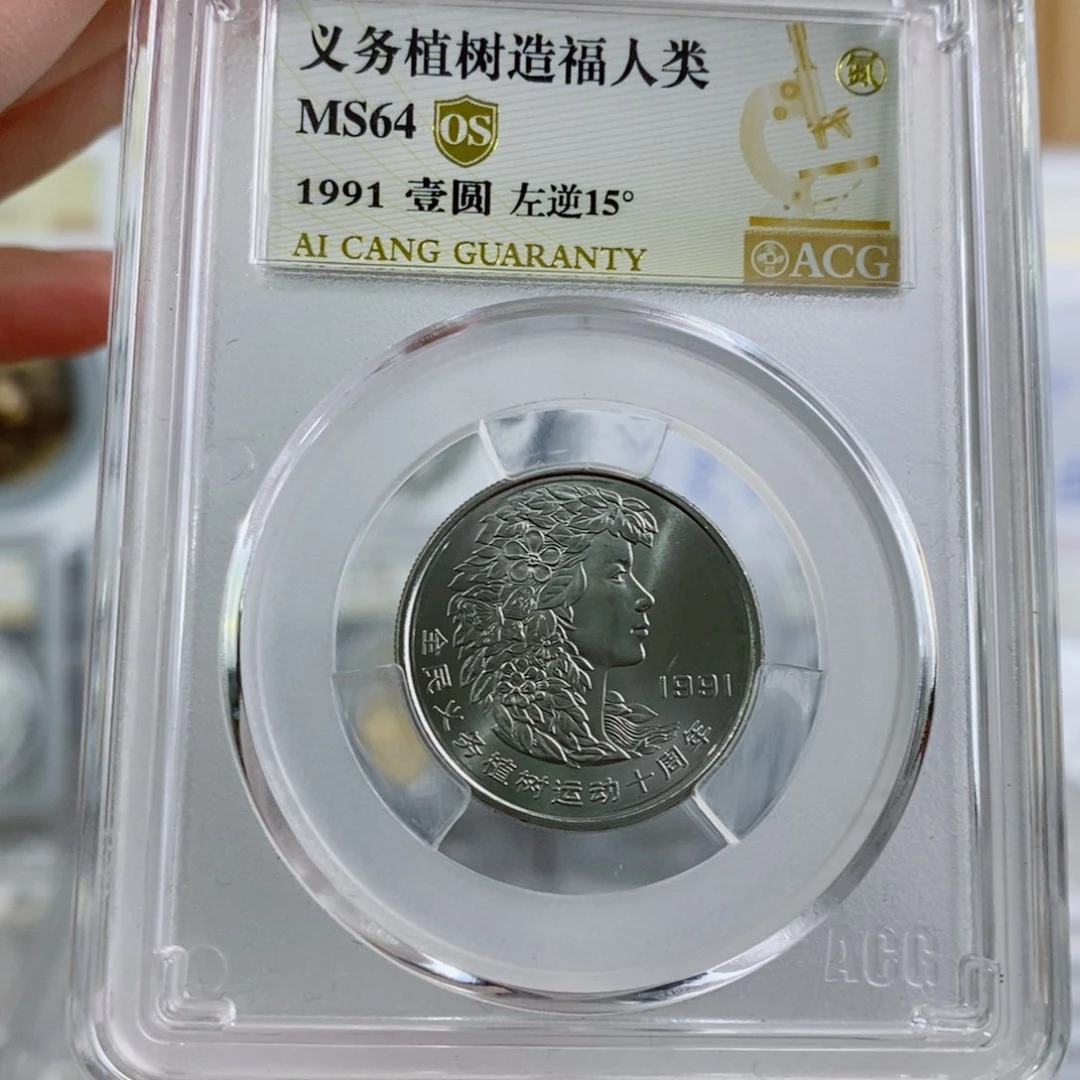 义务植树造福人类
氮
MS64 OS
1991 壹圆 左逆15°
AI CANG GUARANTY
ACG
1991
全民义务植树运动十周年
ACG